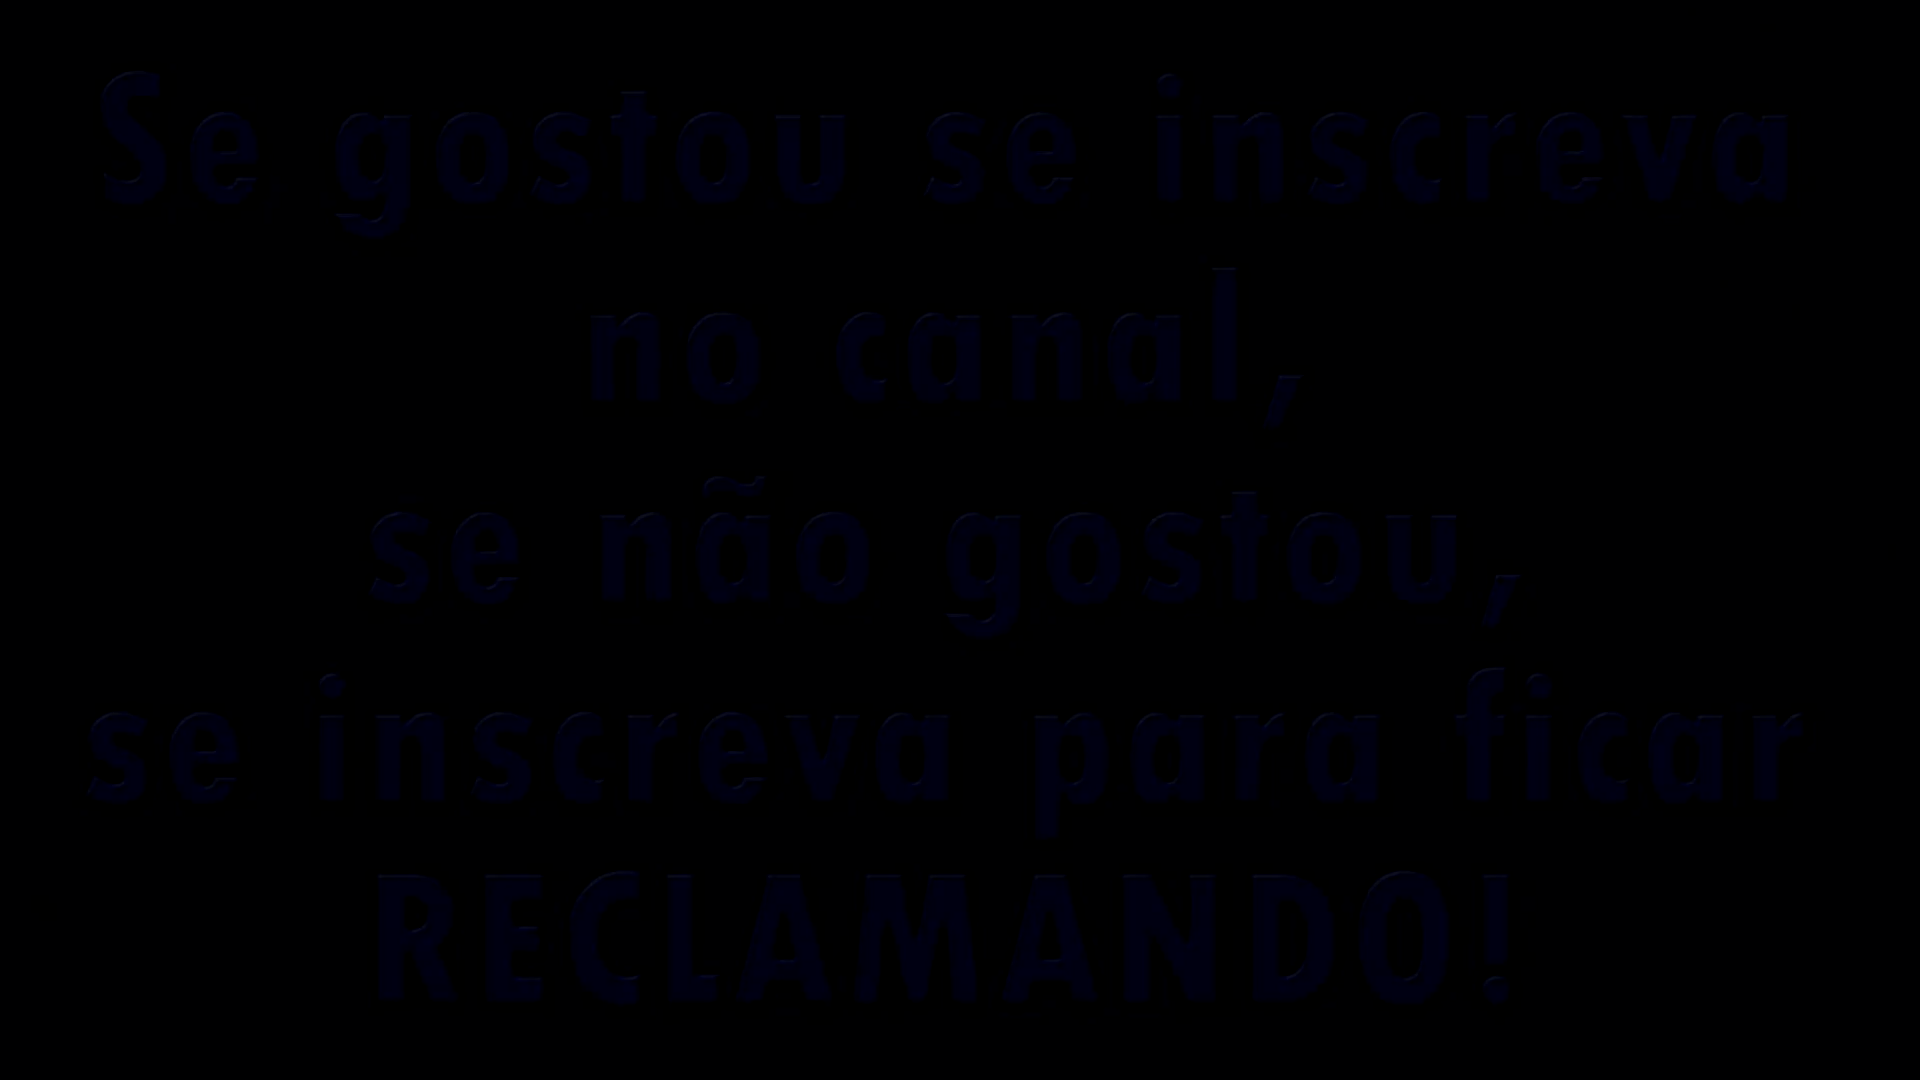 Se gostou se inscreva
no canal,
se não gostou,
se inscreva para ficar
RECLAMANDO!